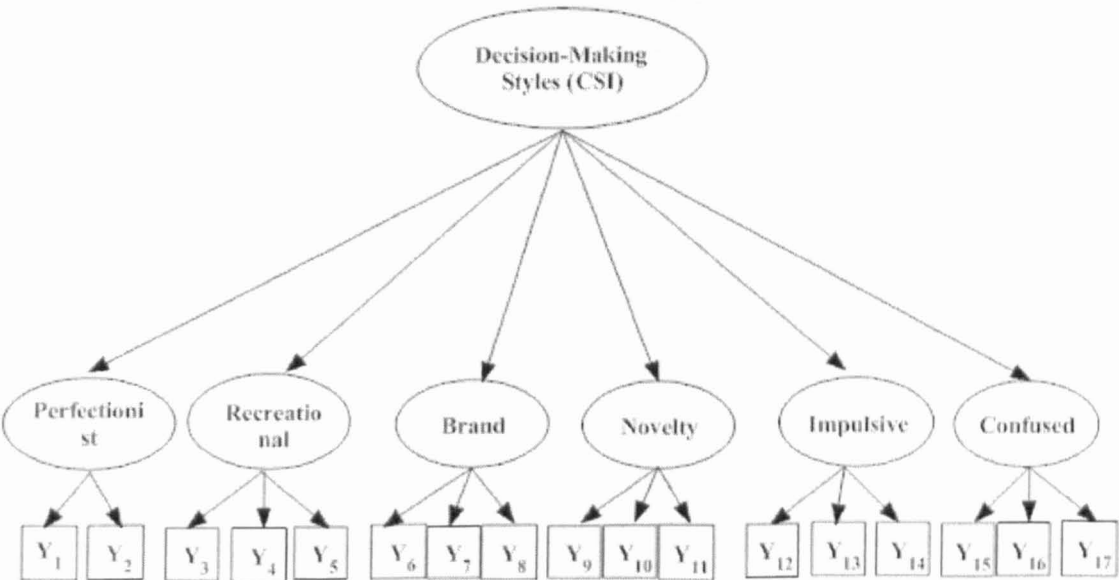 Decision-Making
Styles (CSI)
Perfectioni
st
Recreatio
nal
Brand
Novelty
Impulsive
Confused
Y1 Y2 Y3 Y4 Y5 Y6 Y7 Y8 Y9 Y10 Y11 Y12 Y13 Y14 Y15 Y16 Y17